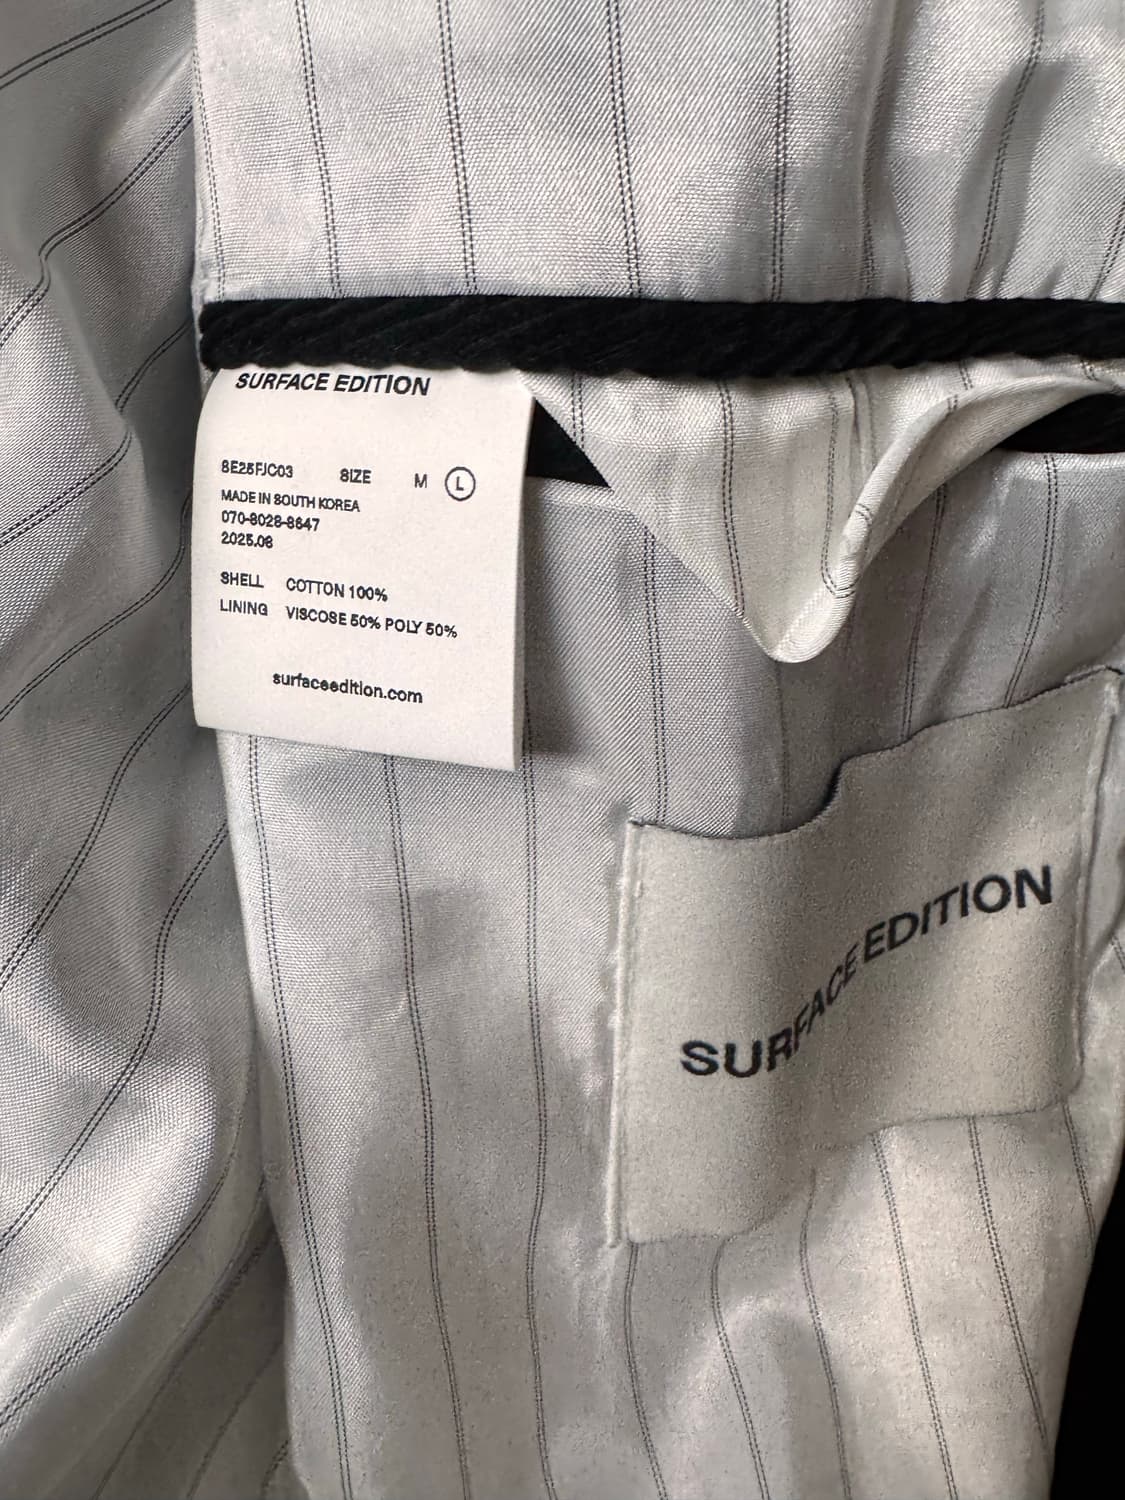 SURFACE EDITION
SE25FJC03 SIZE M L
MADE IN SOUTH KOREA
070-8028-8647
2025.08
SHELL COTTON 100%
LINING VISCOSE 50% POLY 50%
surfaceedition.com
SURFACE EDITION